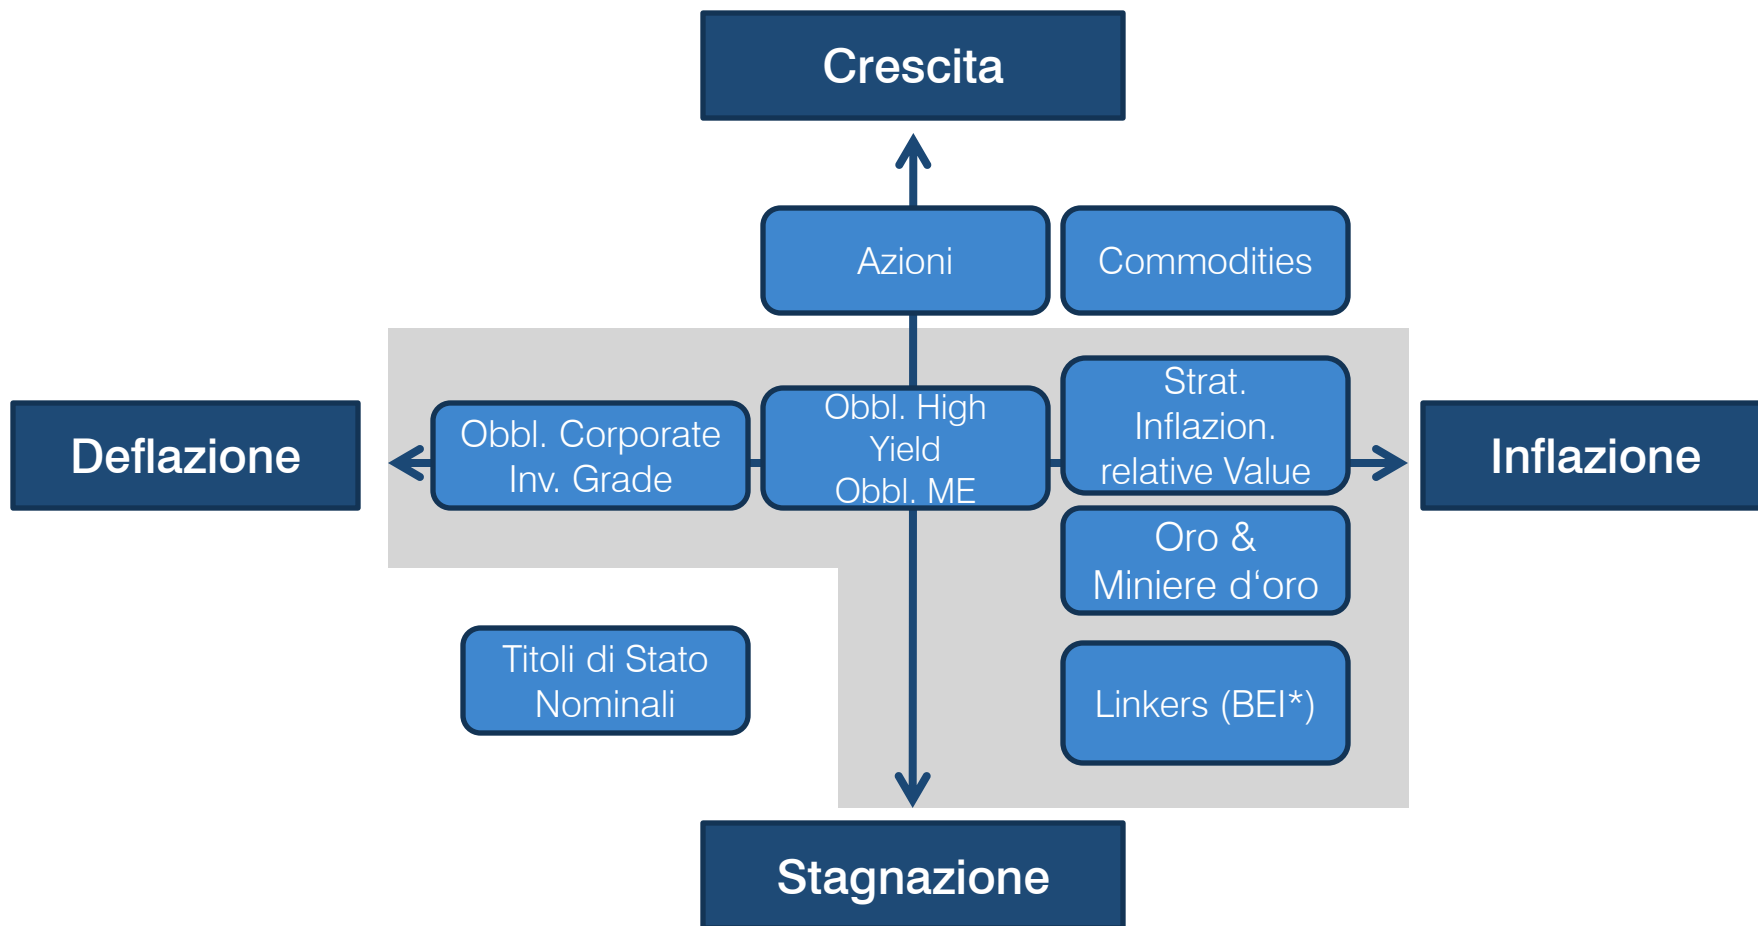 Crescita
Azioni
Commodities
Deflazione
Obbl. Corporate
Inv. Grade
Obbl. High
Yield
Obbl. ME
Strat.
Inflazion.
relative Value
Inflazione
Oro &
Miniere d‘oro
Titoli di Stato
Nominali
Linkers (BEI*)
Stagnazione